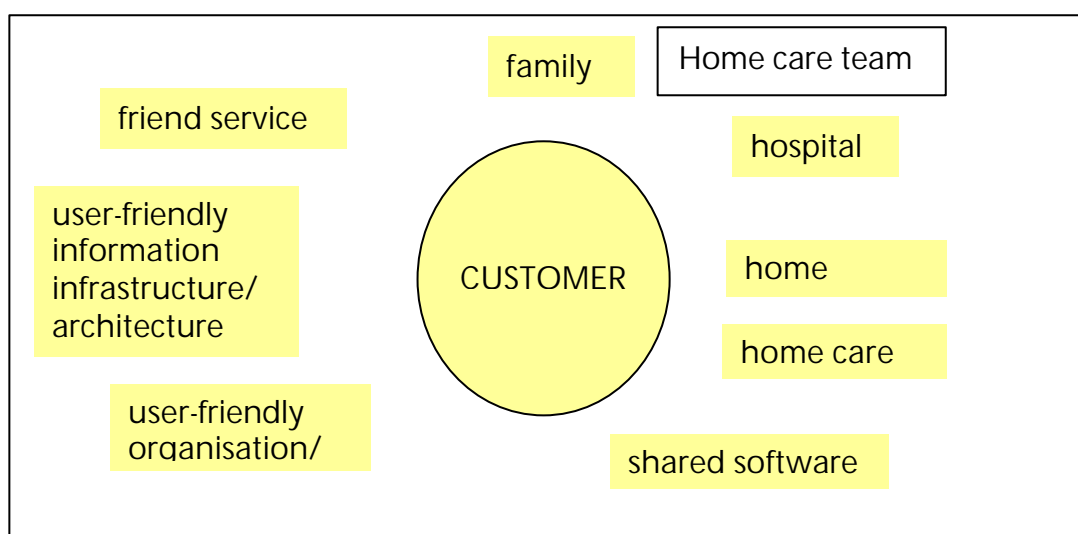 family
Home care team
friend service
hospital
user-friendly
information
infrastructure/
architecture
CUSTOMER
home
home care
user-friendly
organisation/
shared software